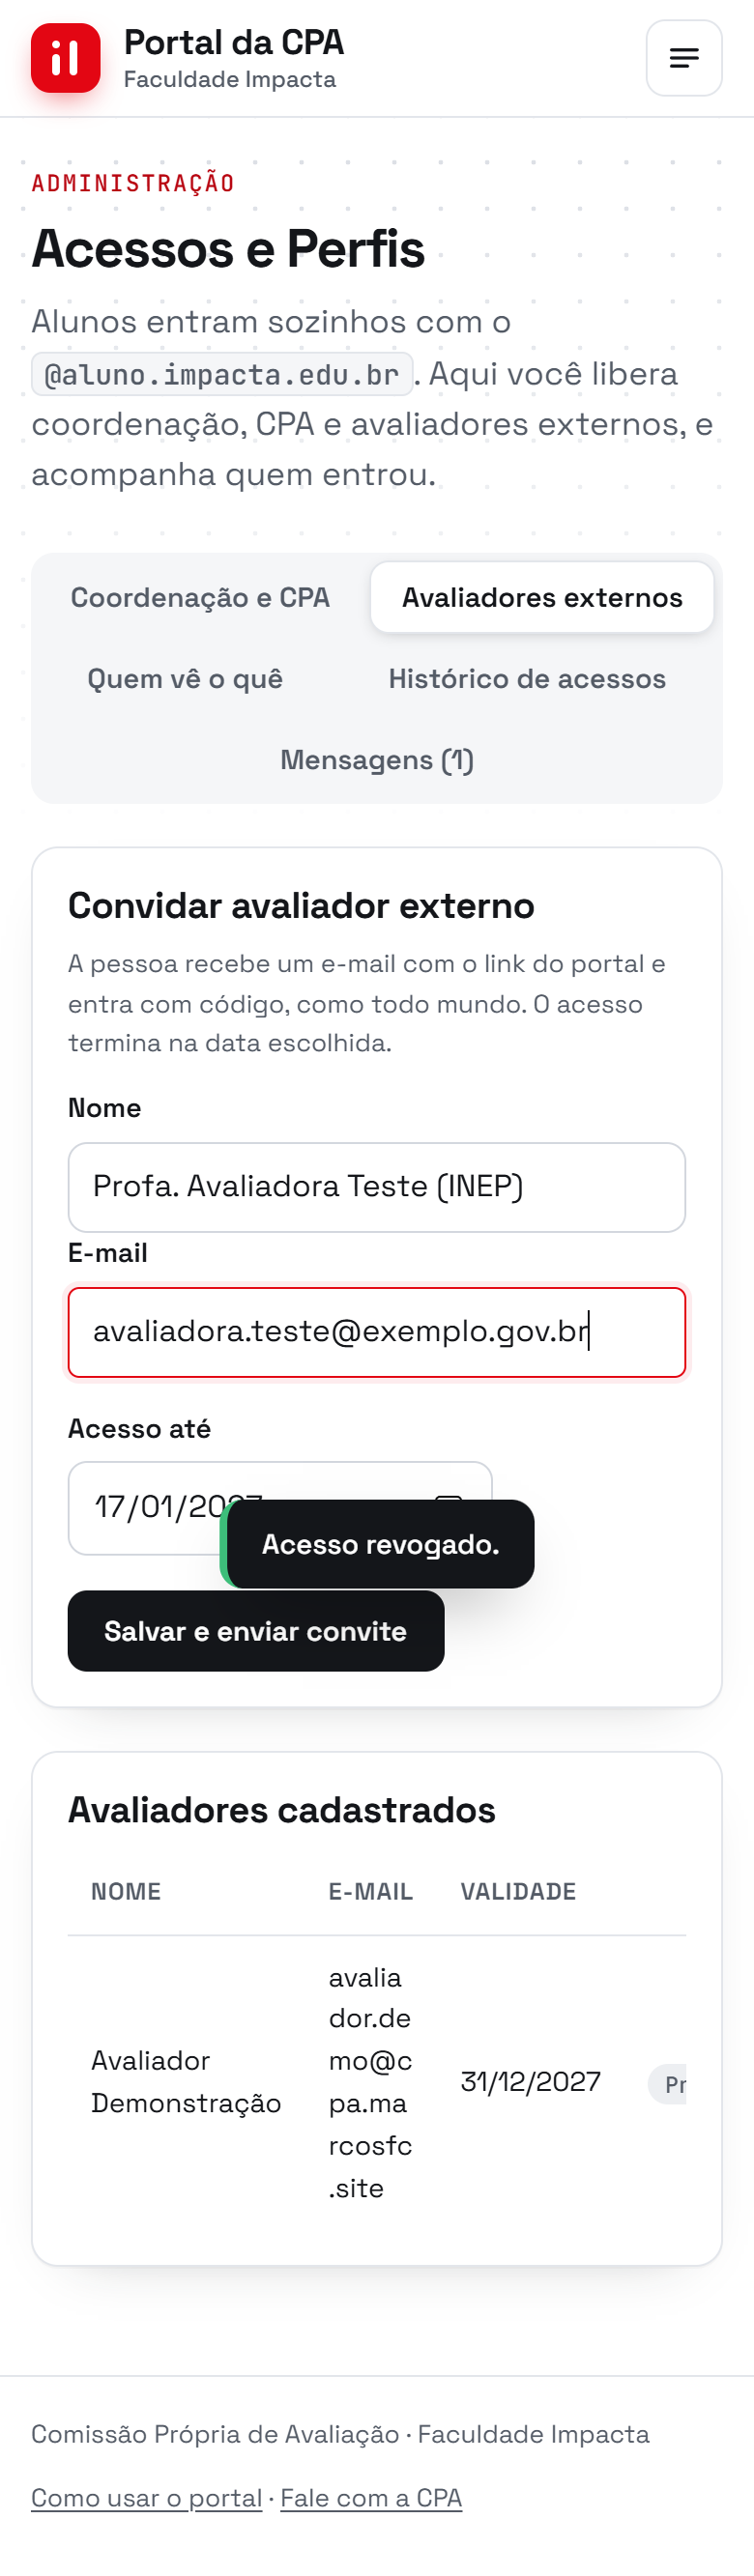 Portal da CPA
Faculdade Impacta
ADMINISTRAÇÃO
Acessos e Perfis
Alunos entram sozinhos com o
@aluno.impacta.edu.br. Aqui você libera
coordenação, CPA e avaliadores externos, e
acompanha quem entrou.
Coordenação e CPA
Avaliadores externos
Quem vê o quê
Histórico de acessos
Mensagens (1)
Convidar avaliador externo
A pessoa recebe um e-mail com o link do portal e
entra com código, como todo mundo. O acesso
termina na data escolhida.
Nome
Profa. Avaliadora Teste (INEP)
E-mail
avaliadora.teste@exemplo.gov.br
Acesso até
17/01/2027
Acesso revogado.
Salvar e enviar convite
Avaliadores cadastrados
NOME E-MAIL VALIDADE
Avaliador
Demonstração
avalia
dor.de
mo@c
pa.ma
rcosfc
.site
31/12/2027
Comissão Própria de Avaliação · Faculdade Impacta
Como usar o portal · Fale com a CPA